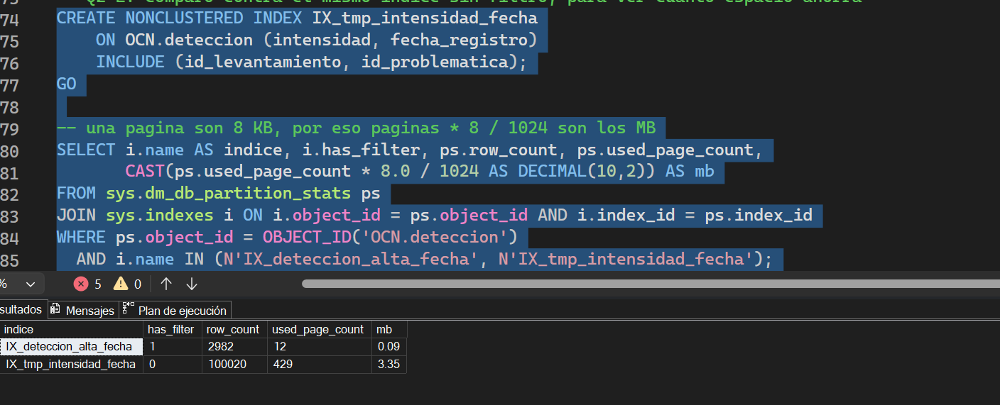 74 CREATE NONCLUSTERED INDEX IX_tmp_intensidad_fecha
75 ON OCN.deteccion (intensidad, fecha_registro)
76 INCLUDE (id_levantamiento, id_problematica);
77 GO
78
79 -- una pagina son 8 KB, por eso paginas * 8 / 1024 son los MB
80 SELECT i.name AS indice, i.has_filter, ps.row_count, ps.used_page_count,
81 CAST(ps.used_page_count * 8.0 / 1024 AS DECIMAL(10,2)) AS mb
82 FROM sys.dm_db_partition_stats ps
83 JOIN sys.indexes i ON i.object_id = ps.object_id AND i.index_id = ps.index_id
84 WHERE ps.object_id = OBJECT_ID('OCN.deteccion')
85 AND i.name IN (N'IX_deteccion_alta_fecha', N'IX_tmp_intensidad_fecha');
% 5 0
sultados Mensajes Plan de ejecución
indice has_filter row_count used_page_count mb
IX_deteccion_alta_fecha 1 2982 12 0.09
IX_tmp_intensidad_fecha 0 100020 429 3.35